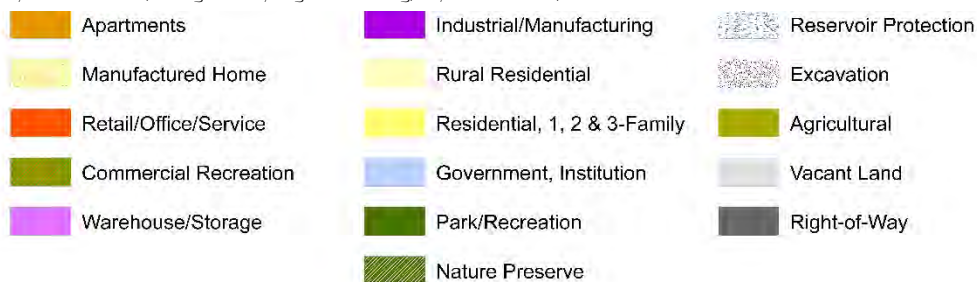 Apartments
Manufactured Home
Retail/Office/Service
Commercial Recreation
Warehouse/Storage
Industrial/Manufacturing
Rural Residential
Residential, 1, 2 & 3-Family
Government, Institution
Park/Recreation
Nature Preserve
Reservoir Protection
Excavation
Agricultural
Vacant Land
Right-of-Way